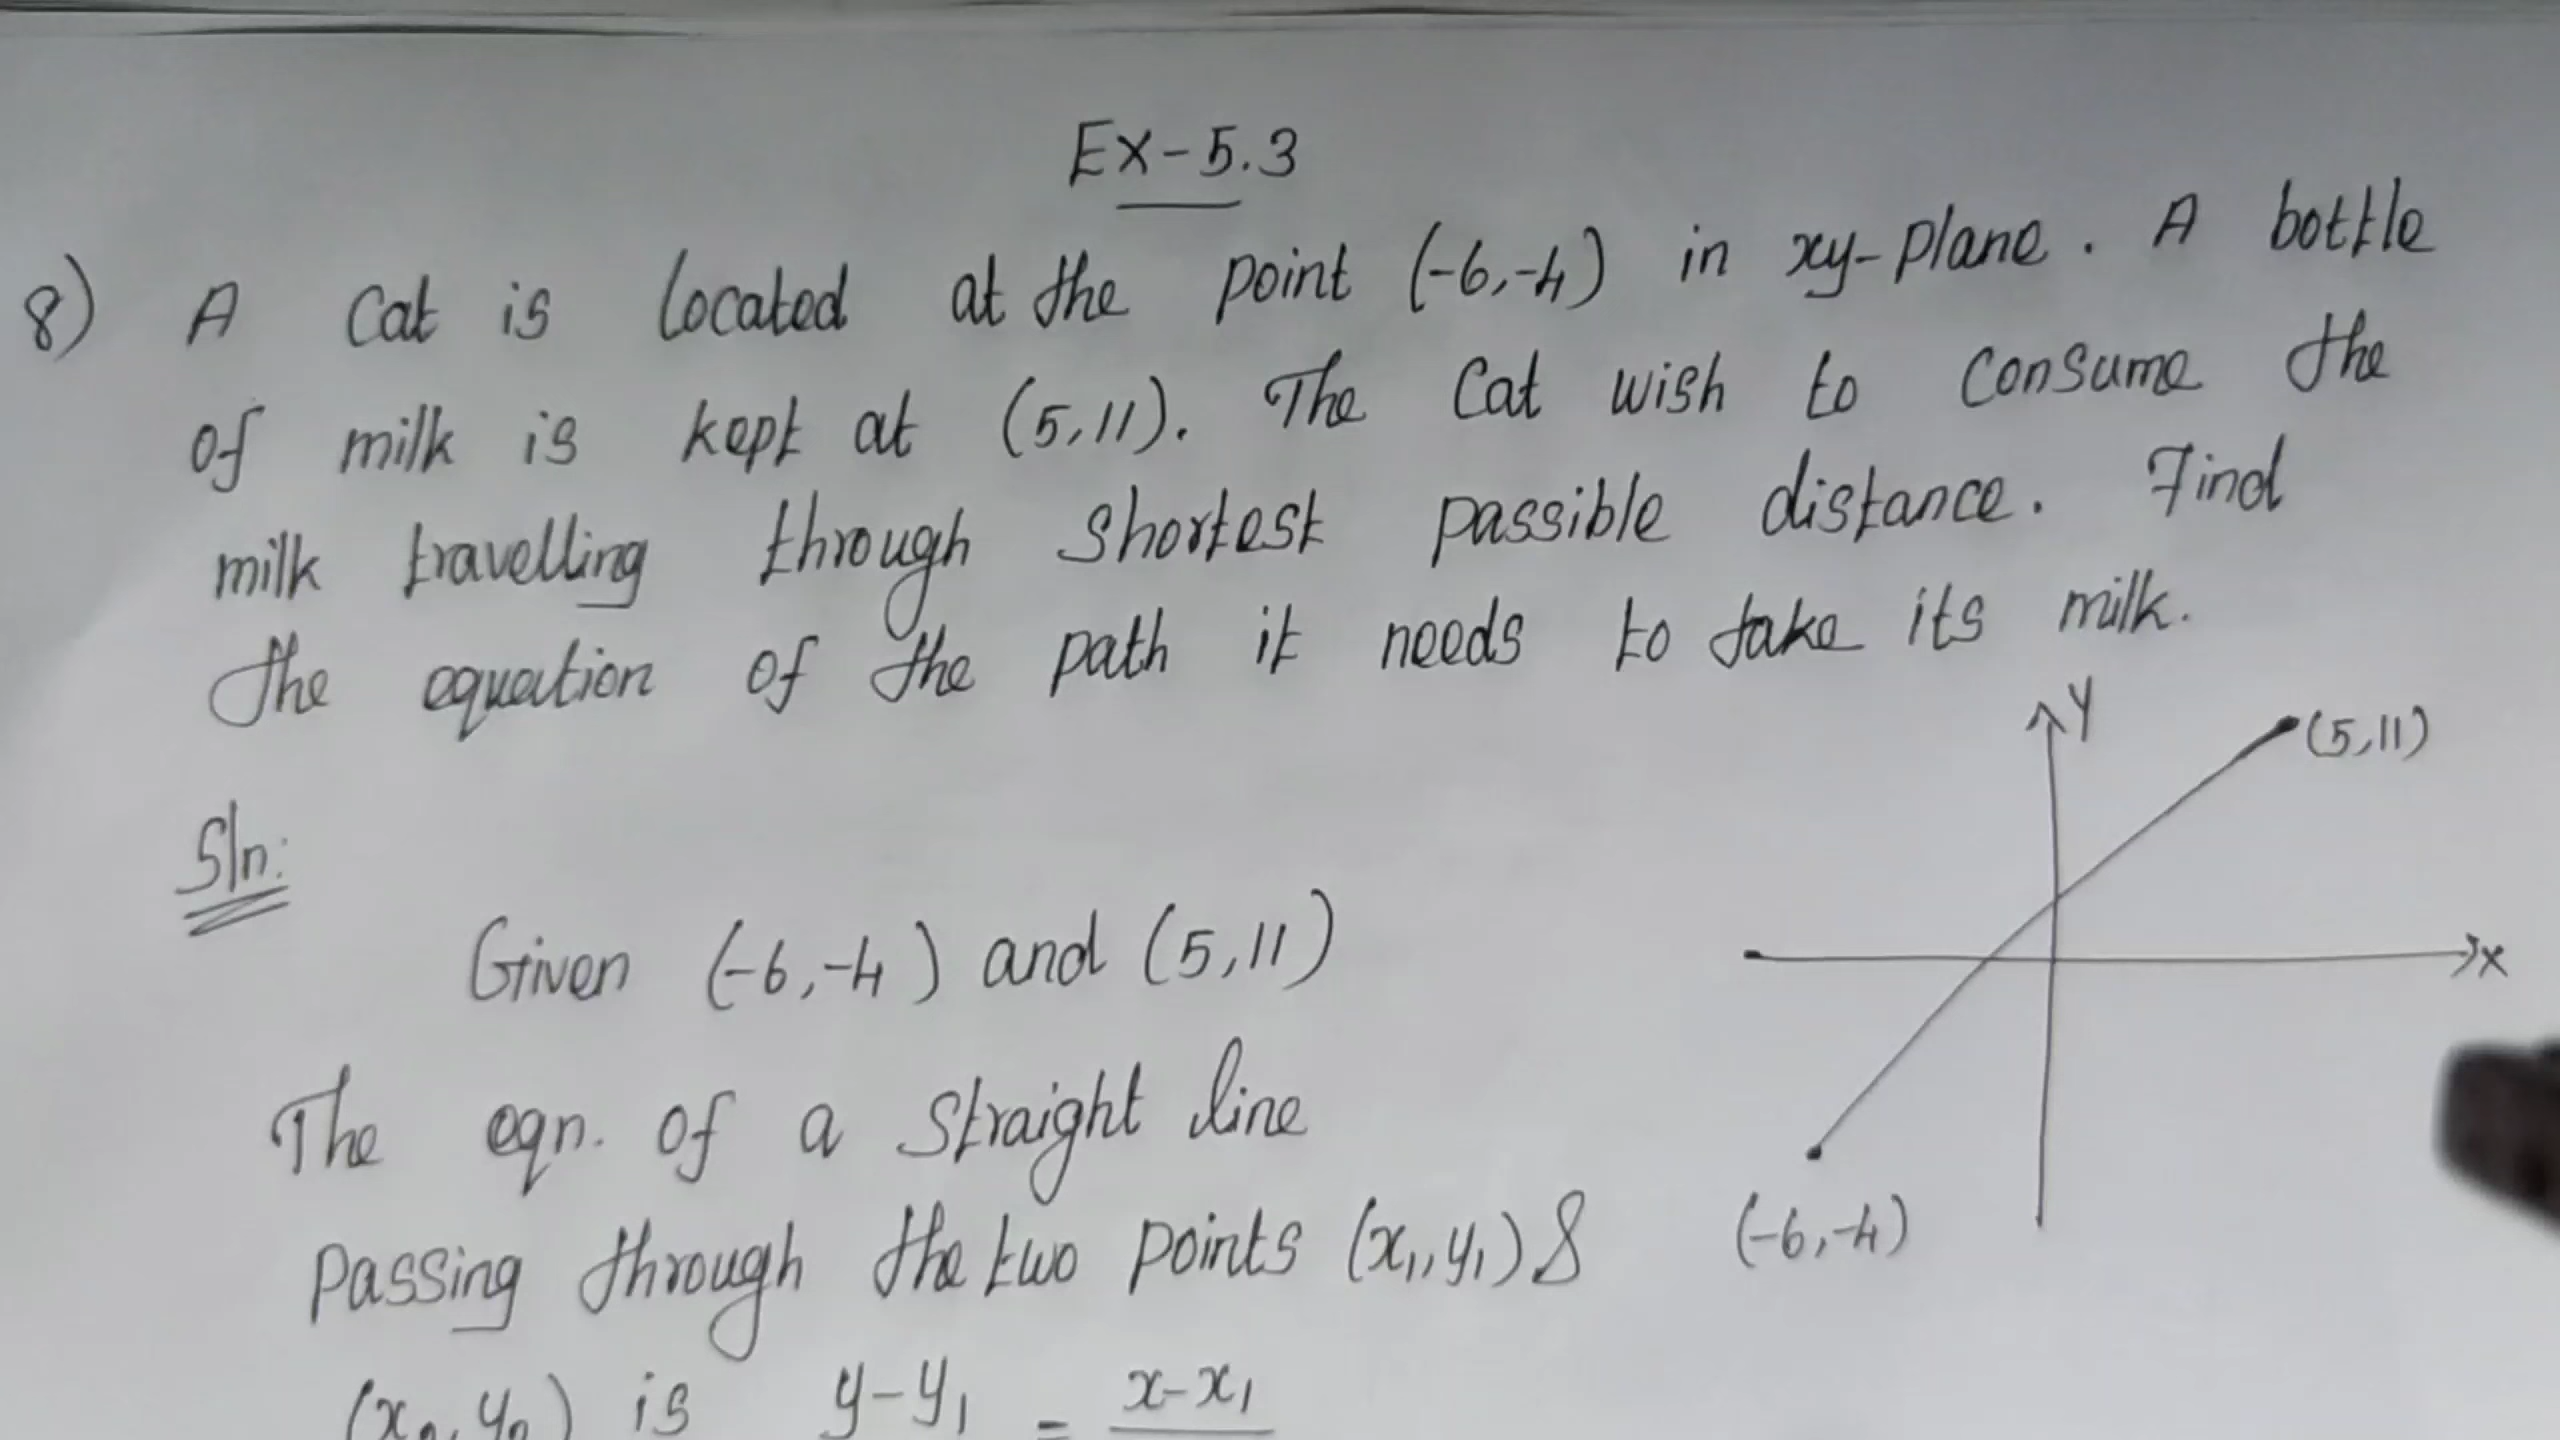 Ex-5.3
8) A Cat is located at the point (-6,-4) in xy-plane. A bottle
of milk is kept at (5,11). The Cat wish to Consume the
milk travelling through shortest passible distance. Find
the equation of the path it needs to take its milk.
Sln:
Y
(5,11)
Given (-6,-4) and (5,11)
X
The eqn. of a straight line
(-6,-4)
Passing through the two points (x₁,y₁) &
(x₂,y₂) is y-y₁ = x-x₁